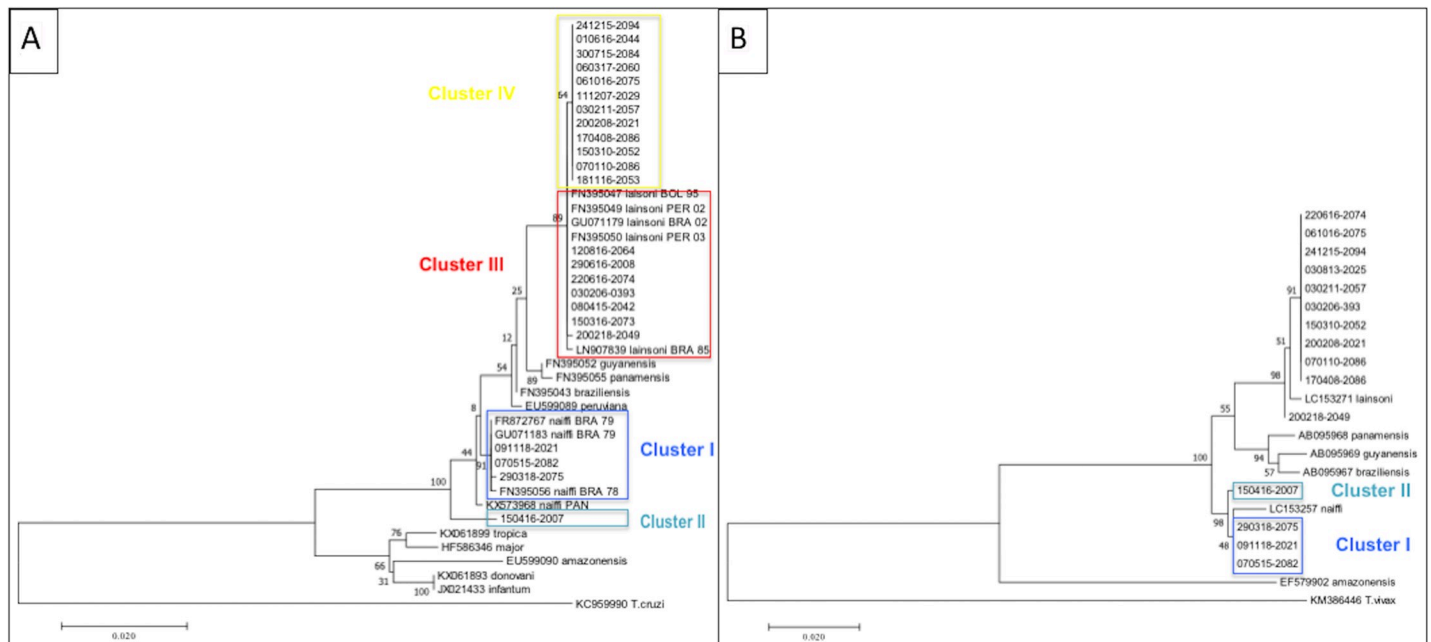 A
241215-2094
010616-2044
300715-2084
060317-2060
061016-2075
Cluster IV
54
111207-2029
030211-2057
200208-2021
170408-2086
150310-2052
070110-2086
181116-2053
FN395047 laisoni BOL 95
FN395049 lainsoni PER 02
89
GU071179 lainsoni BRA 02
FN395050 lainsoni PER 03
120816-2064
Cluster III
290616-2008
220616-2074
25
030206-0393
080415-2042
150316-2073
12
200218-2049
LN907839 lainsoni BRA 85
FN395052 guyanensis
54
89
FN395055 panamensis
FN395043 braziliensis
EU599089 peruviana
8
FR872767 naiffi BRA 79
GU071183 naiffi BRA 79
091118-2021
Cluster I
44
91
070515-2082
290318-2075
100
FN395056 naiffi BRA 78
KX573968 naiffi PAN
150416-2007
Cluster II
76
KX061899 tropica
HF586346 major
66
EU599090 amazonensis
31
KX061893 donovani
100
JX021433 infantum
KC959990 T.cruzi
0.020
B
220616-2074
061016-2075
241215-2094
030813-2025
91
030211-2057
030206-393
150310-2052
51
200208-2021
070110-2086
98
170408-2086
LC153271 lainsoni
55
200218-2049
AB095968 panamensis
94
AB095969 guyanensis
100
57
AB095967 braziliensis
150416-2007
Cluster II
98
LC153257 naiffi
290318-2075
48
091118-2021
Cluster I
070515-2082
EF579902 amazonensis
KM386446 T.vivax
0.020